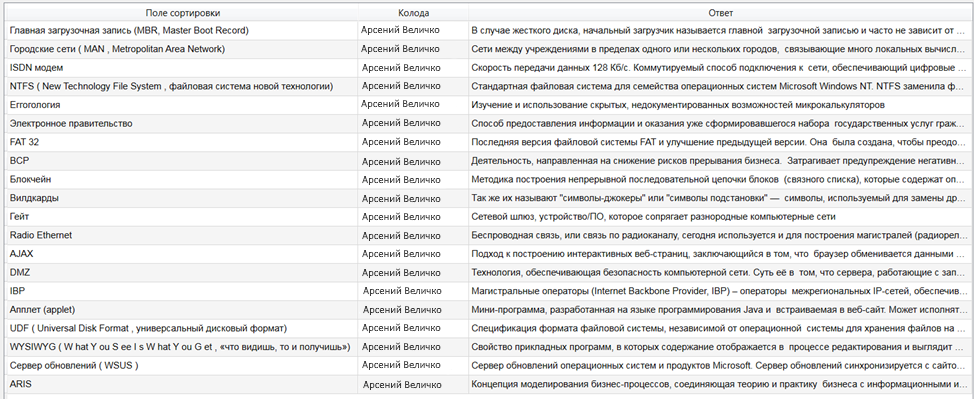 Поле сортировки Колода Ответ
Главная загрузочная запись (MBR, Master Boot Record) Арсений Величко В случае жесткого диска, начальный загрузчик называется главной загрузочной записью и часто не зависит от ...
Городские сети ( MAN , Metropolitan Area Network) Арсений Величко Сети между учреждениями в пределах одного или нескольких городов, связывающие много локальных вычисл...
ISDN модем Арсений Величко Скорость передачи данных 128 Кб/с. Коммутируемый способ подключения к сети, обеспечивающий цифровые ...
NTFS ( New Technology File System , файловая система новой технологии) Арсений Величко Стандартная файловая система для семейства операционных систем Microsoft Windows NT. NTFS заменила ф...
Еггогология Арсений Величко Изучение и использование скрытых, недокументированных возможностей микрокалькуляторов
Электронное правительство Арсений Величко Способ предоставления информации и оказания уже сформировавшегося набора государственных услуг граж...
FAT 32 Арсений Величко Последняя версия файловой системы FAT и улучшение предыдущей версии. Она была создана, чтобы преодо...
BCP Арсений Величко Деятельность, направленная на снижение рисков прерывания бизнеса. Затрагивает предупреждение негативн...
Блокчейн Арсений Величко Методика построения непрерывной последовательной цепочки блоков (связного списка), которые содержат оп...
Вилдкарды Арсений Величко Так же их называют "символы-джокеры" или "символы подстановки" — символы, используемый для замены др...
Гейт Арсений Величко Сетевой шлюз, устройство/ПО, которое сопрягает разнородные компьютерные сети
Radio Ethernet Арсений Величко Беспроводная связь, или связь по радиоканалу, сегодня используется и для построения магистралей (радиорел...
AJAX Арсений Величко Подход к построению интерактивных веб-страниц, заключающийся в том, что браузер обменивается данными ...
DMZ Арсений Величко Технология, обеспечивающая безопасность компьютерной сети. Суть её в том, что сервера, работающие с зап...
IBP Арсений Величко Магистральные операторы (Internet Backbone Provider, IBP) – операторы межрегиональных IP-сетей, обеспечив...
Апплет (applet) Арсений Величко Мини-программа, разработанная на языке программирования Java и встраиваемая в веб-сайт. Может исполнят...
UDF ( Universal Disk Format , универсальный дисковый формат) Арсений Величко Спецификация формата файловой системы, независимой от операционной системы для хранения файлов на ...
WYSIWYG ( W hat Y ou S ee I s W hat Y ou G et , «что видишь, то и получишь») Арсений Величко Свойство прикладных программ, в которых содержание отображается в процессе редактирования и выглядит ...
Сервер обновлений ( WSUS ) Арсений Величко Сервер обновлений операционных систем и продуктов Microsoft. Сервер обновлений синхронизируется с сайто...
ARIS Арсений Величко Концепция моделирования бизнес-процессов, соединяющая теорию и практику бизнеса с информационными и...